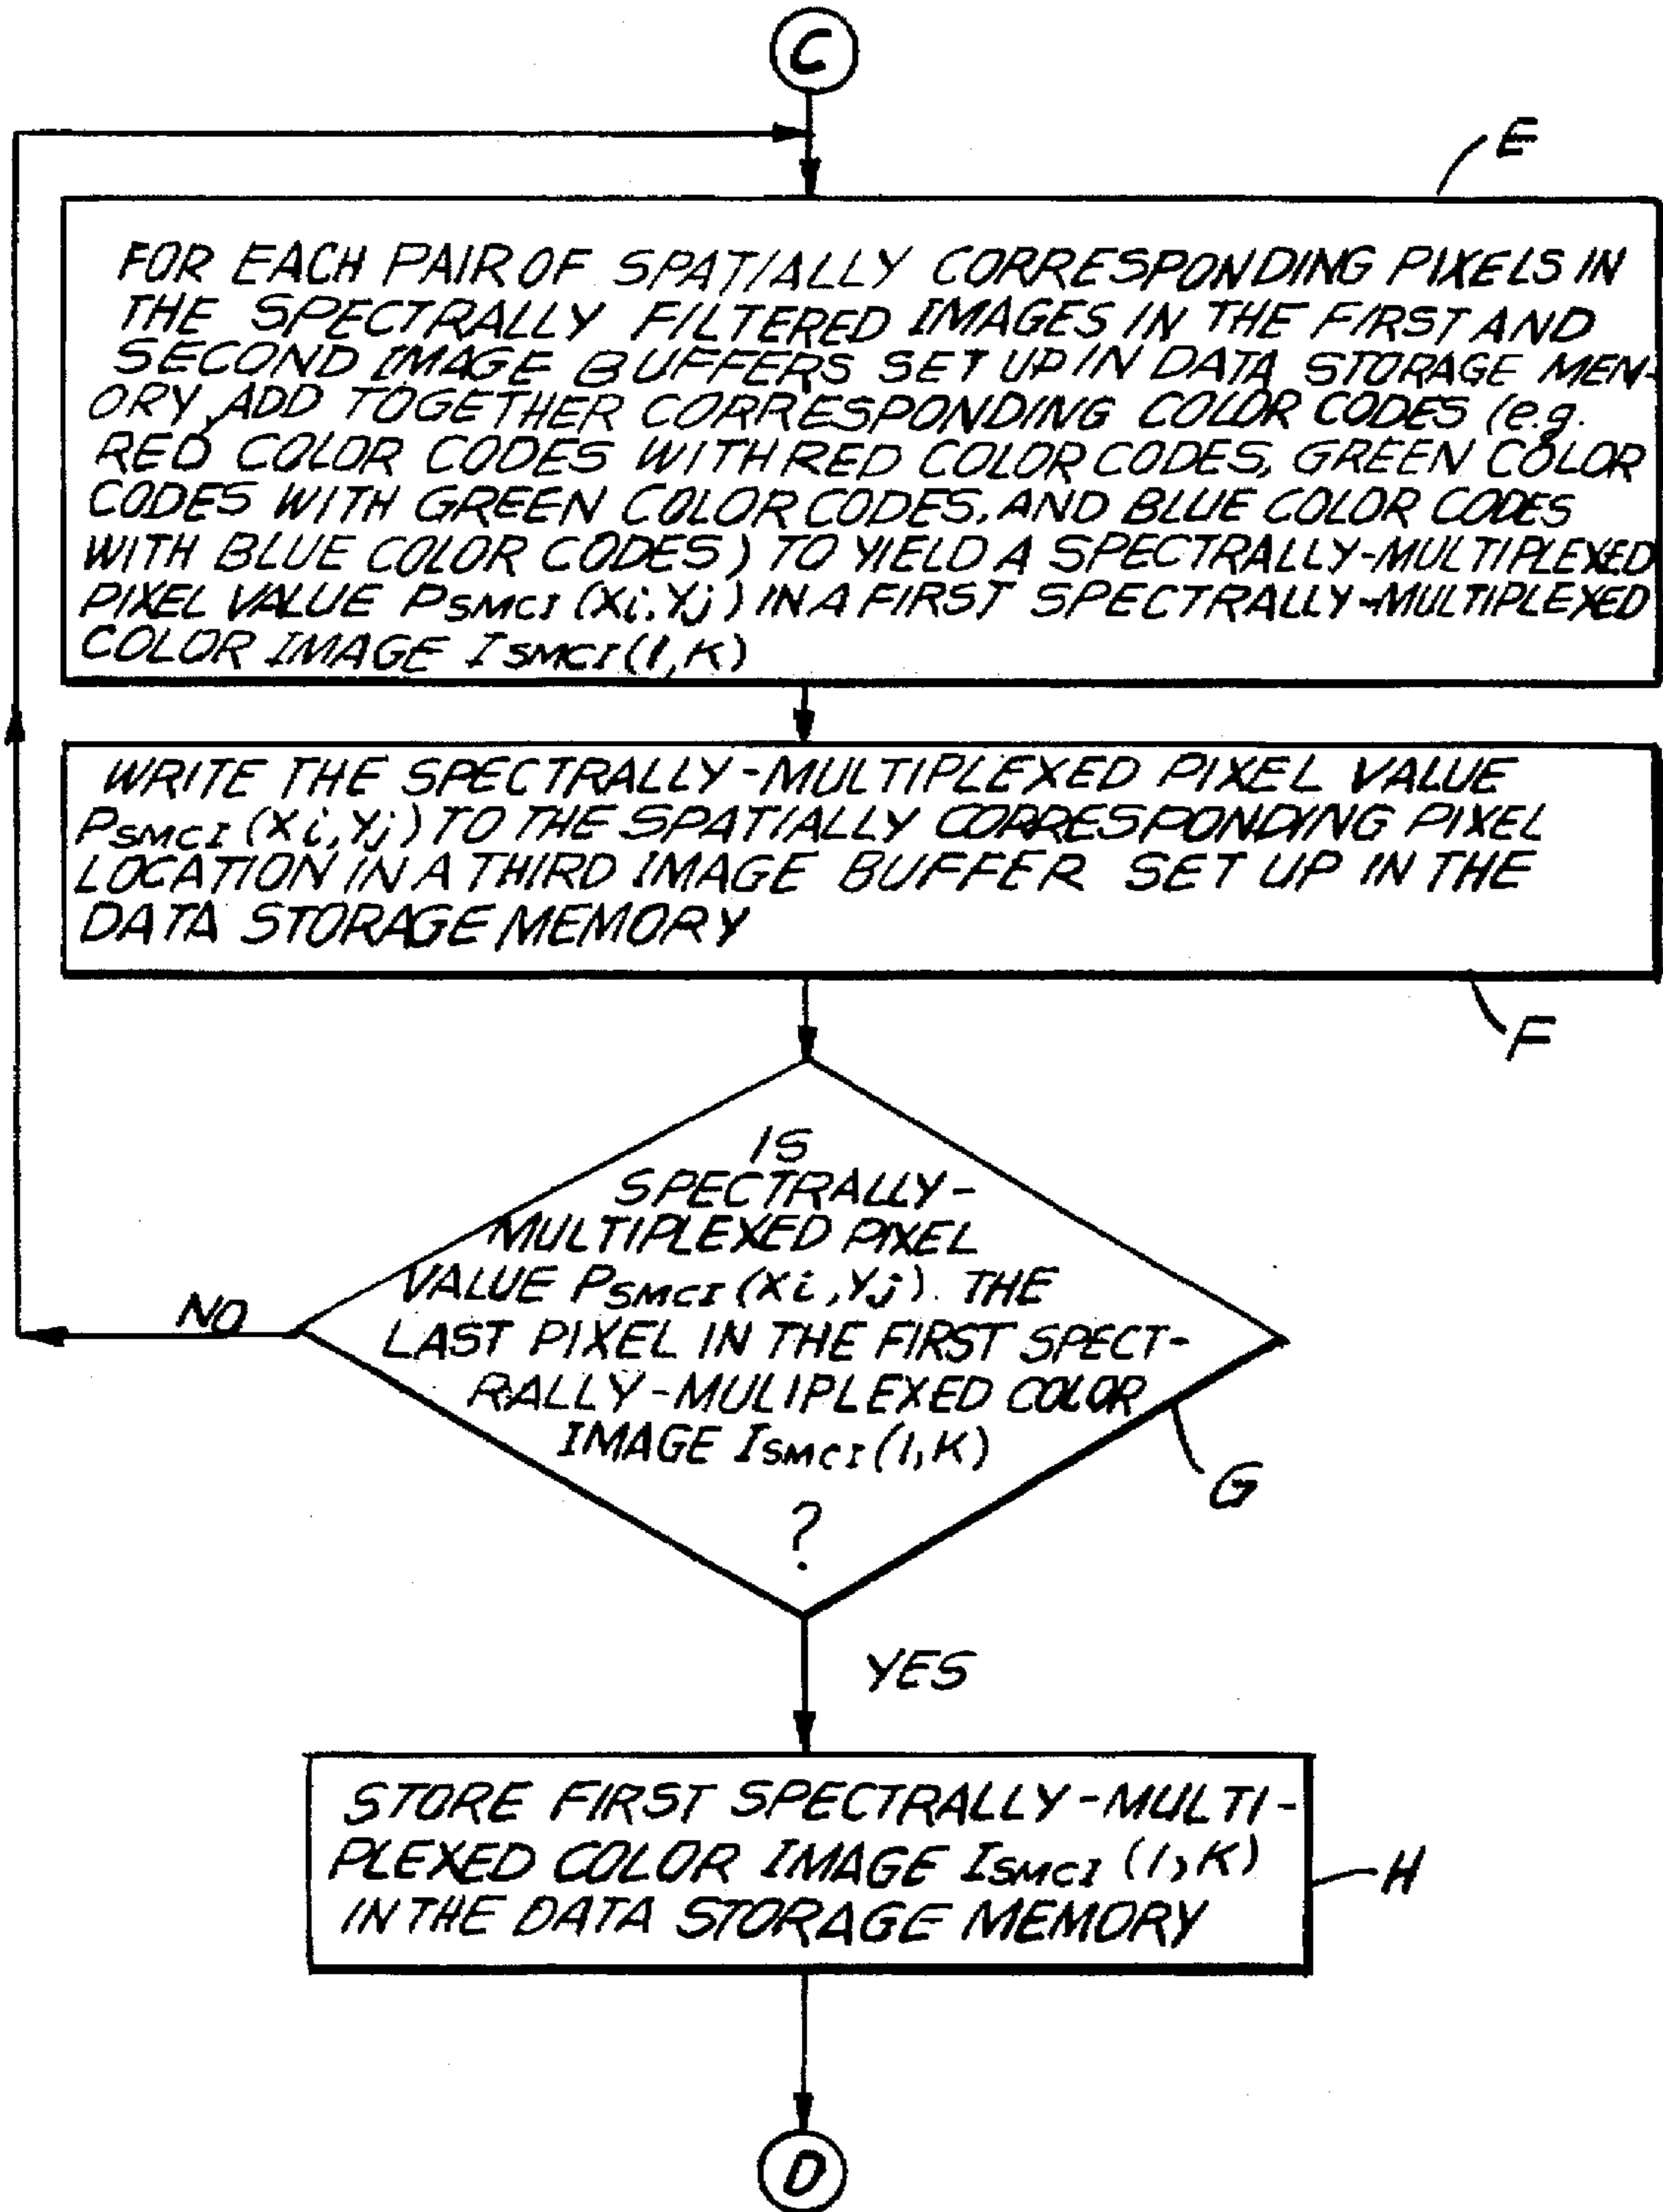 C
E
FOR EACH PAIR OF SPATIALLY CORRESPONDING PIXELS IN
THE SPECTRALLY FILTERED IMAGES IN THE FIRST AND
SECOND IMAGE BUFFERS SET UP IN DATA STORAGE MEN-
ORY, ADD TOGETHER CORRESPONDING COLOR CODES (e.g.
RED COLOR CODES WITH RED COLOR CODES, GREEN COLOR
CODES WITH GREEN COLOR CODES, AND BLUE COLOR CODES
WITH BLUE COLOR CODES) TO YIELD A SPECTRALLY-MULTIPLEXED
PIXEL VALUE PSMCI (Xi,Yj) IN A FIRST SPECTRALLY-MULTIPLEXED
COLOR IMAGE ISMCI(1,K)
WRITE THE SPECTRALLY-MULTIPLEXED PIXEL VALUE
PSMCI (Xi,Yj) TO THE SPATIALLY CORRESPONDING PIXEL
LOCATION IN A THIRD IMAGE BUFFER SET UP IN THE
DATA STORAGE MEMORY
F
IS
SPECTRALLY-
MULTIPLEXED PIXEL
VALUE PSMCI (Xi,Yj). THE
LAST PIXEL IN THE FIRST SPECT-
RALLY-MULIPLEXED COLOR
IMAGE ISMCI(1,K)
?
NO
G
YES
STORE FIRST SPECTRALLY-MULTI-
PLEXED COLOR IMAGE ISMCI (1,K)
IN THE DATA STORAGE MEMORY
H
D